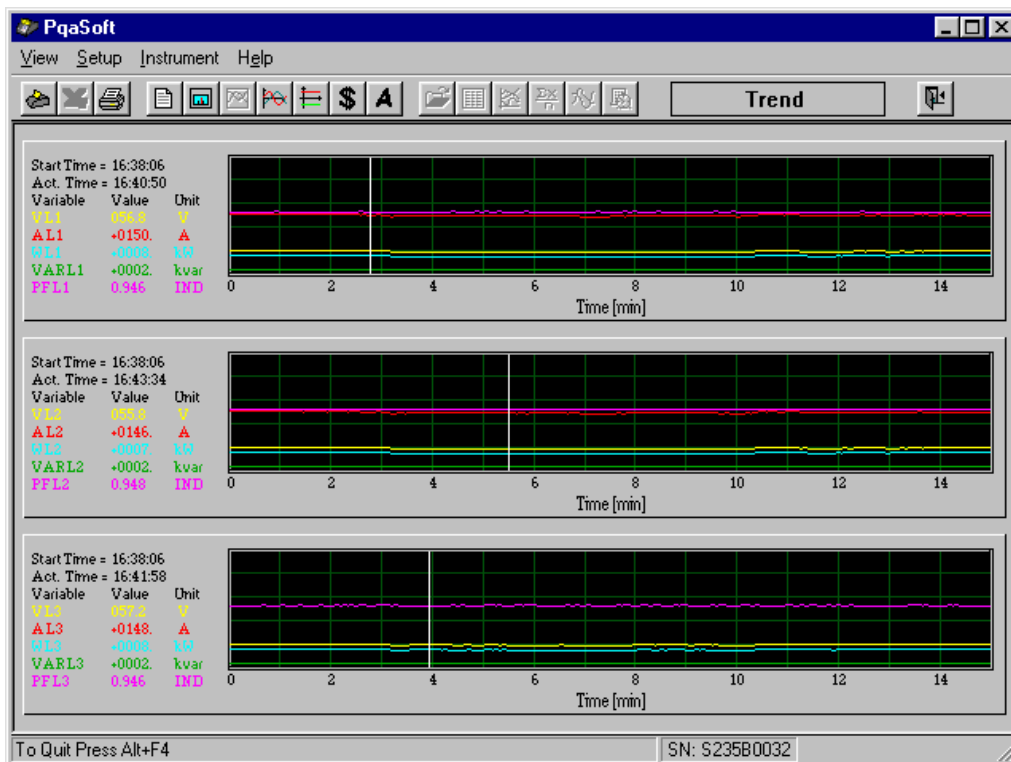 PqaSoft
View Setup Instrument Help
$ A Trend
Start Time = 16:38:06
Act. Time = 16:40:50
Variable Value Unit
VL1 056.8 V
AL1 +0150. A
WL1 +0008. kW
VARL1 +0002. kvar
PFL1 0.946 IND
0 2 4 6 8 10 12 14
Time [min]
Start Time = 16:38:06
Act. Time = 16:43:34
Variable Value Unit
VL2 055.8 V
AL2 +0146. A
WL2 +0007. kW
VARL2 +0002. kvar
PFL2 0.948 IND
0 2 4 6 8 10 12 14
Time [min]
Start Time = 16:38:06
Act. Time = 16:41:58
Variable Value Unit
VL3 057.2 V
AL3 +0148. A
WL3 +0008. kW
VARL3 +0002. kvar
PFL3 0.946 IND
0 2 4 6 8 10 12 14
Time [min]
To Quit Press Alt+F4 SN: S235B0032